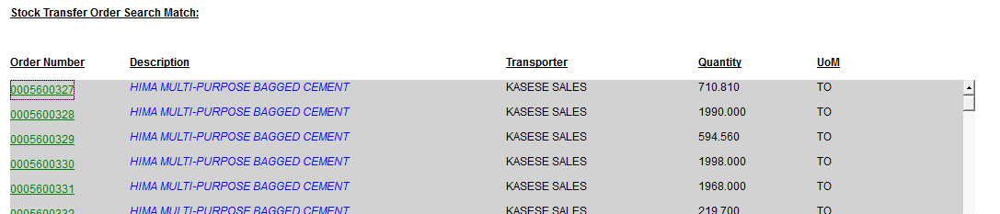 Stock Transfer Order Search Match:
Order Number Description Transporter Quantity UoM
0005600327 HIMA MULTI-PURPOSE BAGGED CEMENT KASESE SALES 710.810 TO
0005600328 HIMA MULTI-PURPOSE BAGGED CEMENT KASESE SALES 1990.000 TO
0005600329 HIMA MULTI-PURPOSE BAGGED CEMENT KASESE SALES 594.560 TO
0005600330 HIMA MULTI-PURPOSE BAGGED CEMENT KASESE SALES 1998.000 TO
0005600331 HIMA MULTI-PURPOSE BAGGED CEMENT KASESE SALES 1968.000 TO
0005600332 HIMA MULTI-PURPOSE BAGGED CEMENT KASESE SALES 219.700 TO